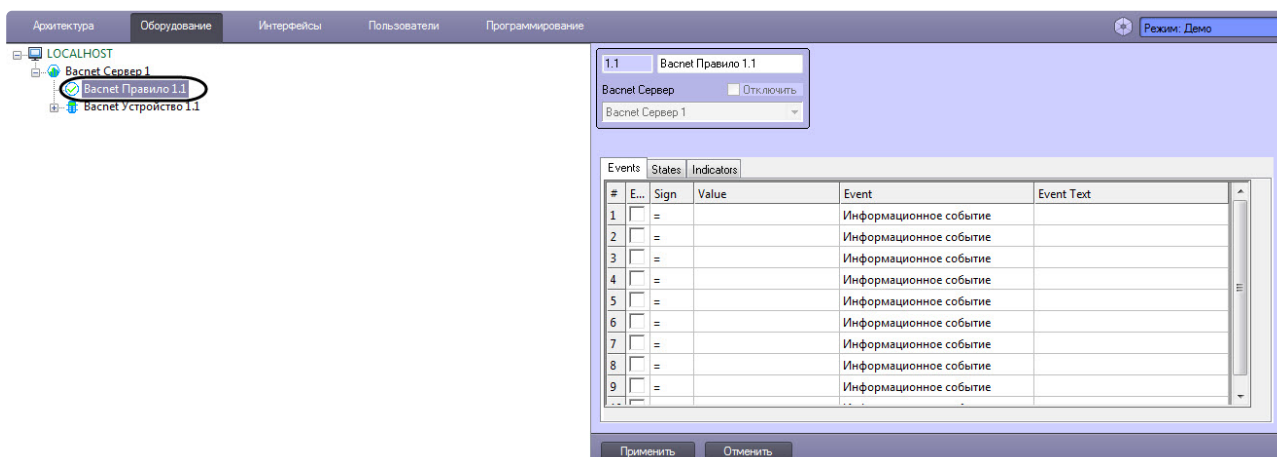 Архитектура Оборудование Интерфейсы Пользователи Программирование Режим: Демо
LOCALHOST
Bacnet Сервер 1
Bacnet Правило 1.1
Bacnet Устройство 1.1
1.1 Bacnet Правило 1.1
Bacnet Сервер Отключить
Bacnet Сервер 1
Events States Indicators
# E... Sign Value Event Event Text
1 = Информационное событие
2 = Информационное событие
3 = Информационное событие
4 = Информационное событие
5 = Информационное событие
6 = Информационное событие
7 = Информационное событие
8 = Информационное событие
9 = Информационное событие
Применить Отменить